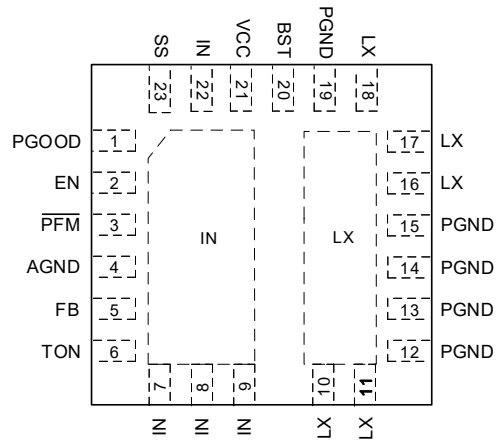 SS IN VCC BST PGND LX
23 22 21 20 19 18
PGOOD 1 17 LX
EN 2 16 LX
PFM 3 15 PGND
IN LX
AGND 4 14 PGND
FB 5 13 PGND
TON 6 12 PGND
7 8 9 10 11
IN IN IN LX LX